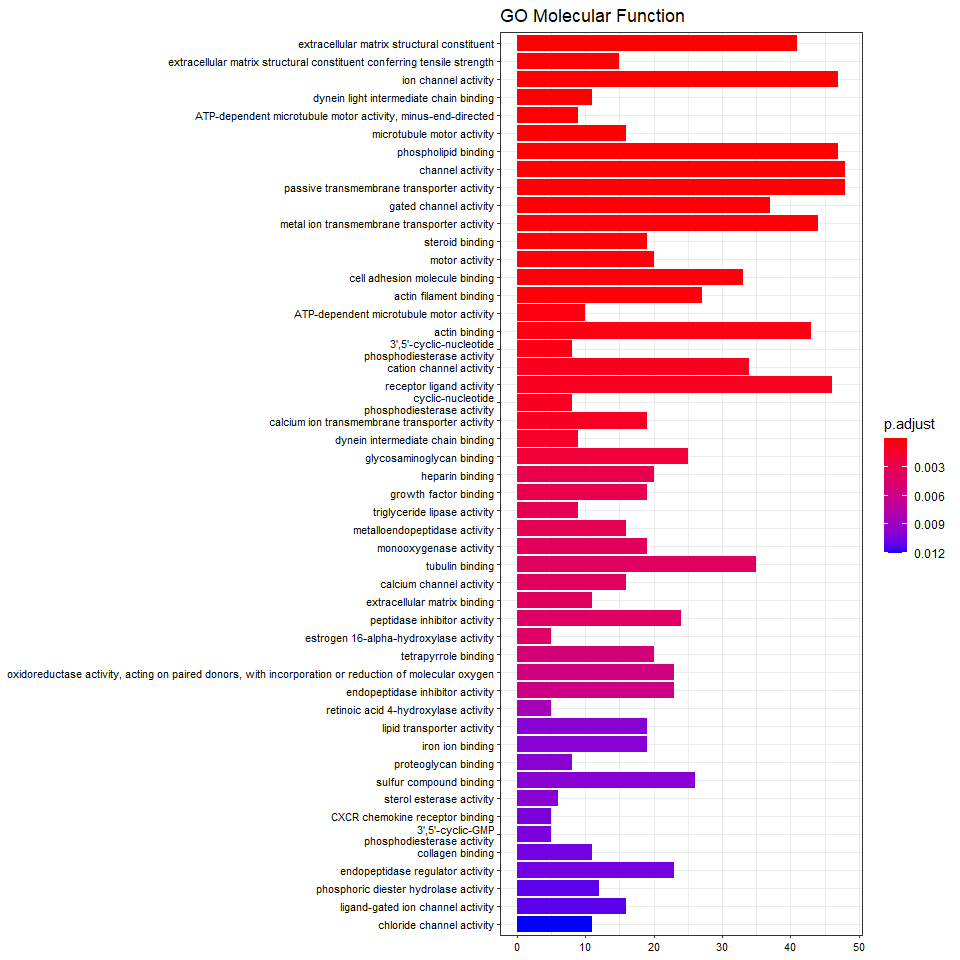 GO Molecular Function
extracellular matrix structural constituent
extracellular matrix structural constituent conferring tensile strength
ion channel activity
dynein light intermediate chain binding
ATP-dependent microtubule motor activity, minus-end-directed
microtubule motor activity
phospholipid binding
channel activity
passive transmembrane transporter activity
gated channel activity
metal ion transmembrane transporter activity
steroid binding
motor activity
cell adhesion molecule binding
actin filament binding
ATP-dependent microtubule motor activity
actin binding
3',5'-cyclic-nucleotide
phosphodiesterase activity
cation channel activity
receptor ligand activity
cyclic-nucleotide
phosphodiesterase activity
calcium ion transmembrane transporter activity
dynein intermediate chain binding
glycosaminoglycan binding
heparin binding
growth factor binding
triglyceride lipase activity
metalloendopeptidase activity
monooxygenase activity
tubulin binding
calcium channel activity
extracellular matrix binding
peptidase inhibitor activity
estrogen 16-alpha-hydroxylase activity
tetrapyrrole binding
oxidoreductase activity, acting on paired donors, with incorporation or reduction of molecular oxygen
endopeptidase inhibitor activity
retinoic acid 4-hydroxylase activity
lipid transporter activity
iron ion binding
proteoglycan binding
sulfur compound binding
sterol esterase activity
CXCR chemokine receptor binding
3',5'-cyclic-GMP
phosphodiesterase activity
collagen binding
endopeptidase regulator activity
phosphoric diester hydrolase activity
ligand-gated ion channel activity
chloride channel activity
0 10 20 30 40 50
p.adjust
0.003
0.006
0.009
0.012